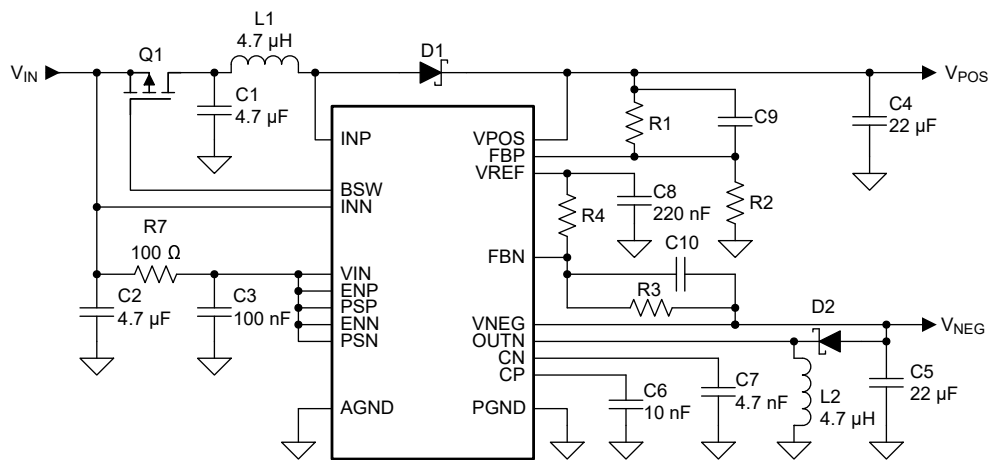 L1
4.7 µH
Q1
D1
VIN
VPOS
C1
4.7 µF
C4
22 µF
R1
C9
INP
VPOS
FBP
VREF
BSW
INN
C8
220 nF
R2
R4
R7
100 Ω
C10
FBN
VIN
ENP
PSP
ENN
PSN
C2
4.7 µF
C3
100 nF
R3
D2
VNEG
VNEG
OUTN
CN
CP
C5
22 µF
C6
10 nF
C7
4.7 nF
L2
4.7 µH
AGND
PGND